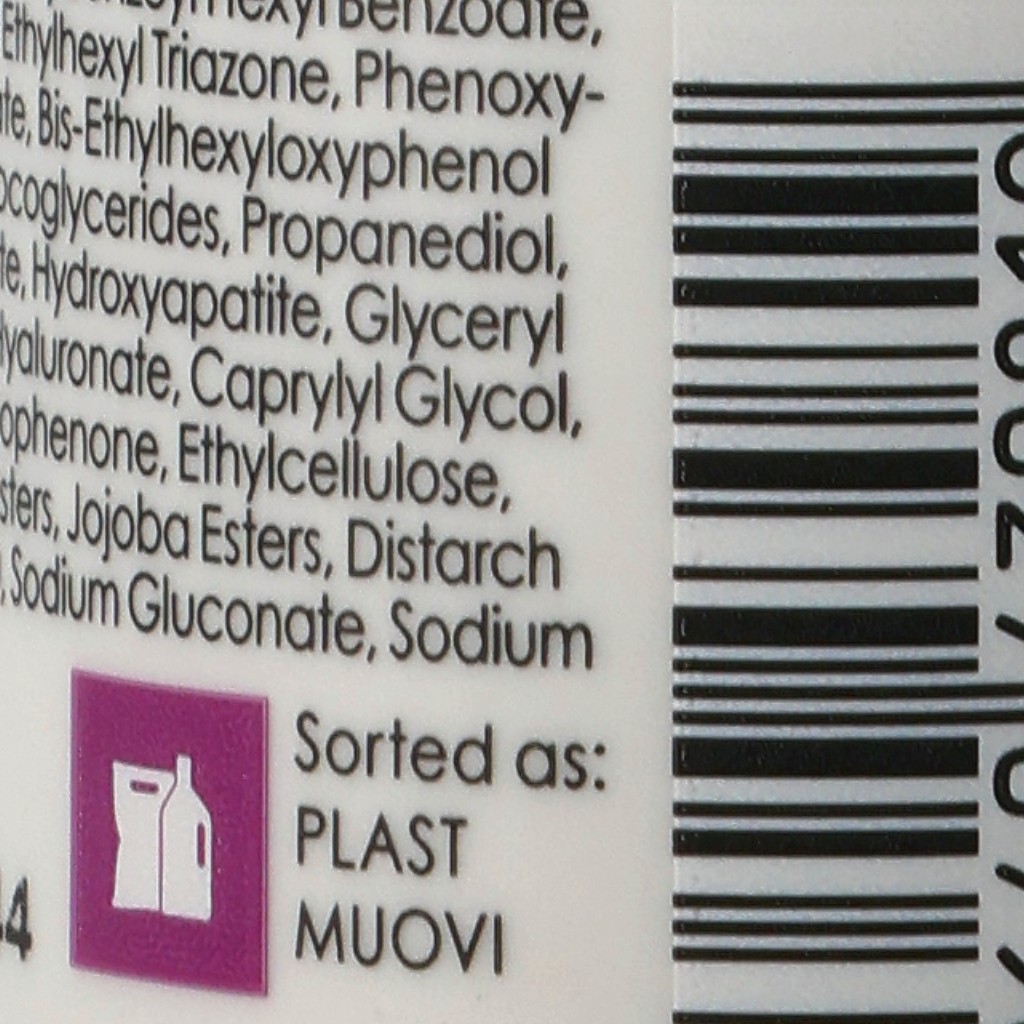 Benzoate,
Ethylhexyl Triazone, Phenoxy-
Bis-Ethylhexyloxyphenol
Propanediol,
Hydroxyapatite, Glyceryl
Caprylyl Glycol,
Ethylcellulose,
Jojoba Esters, Distarch
Sodium Gluconate, Sodium
Sorted as:
PLAST
MUOVI